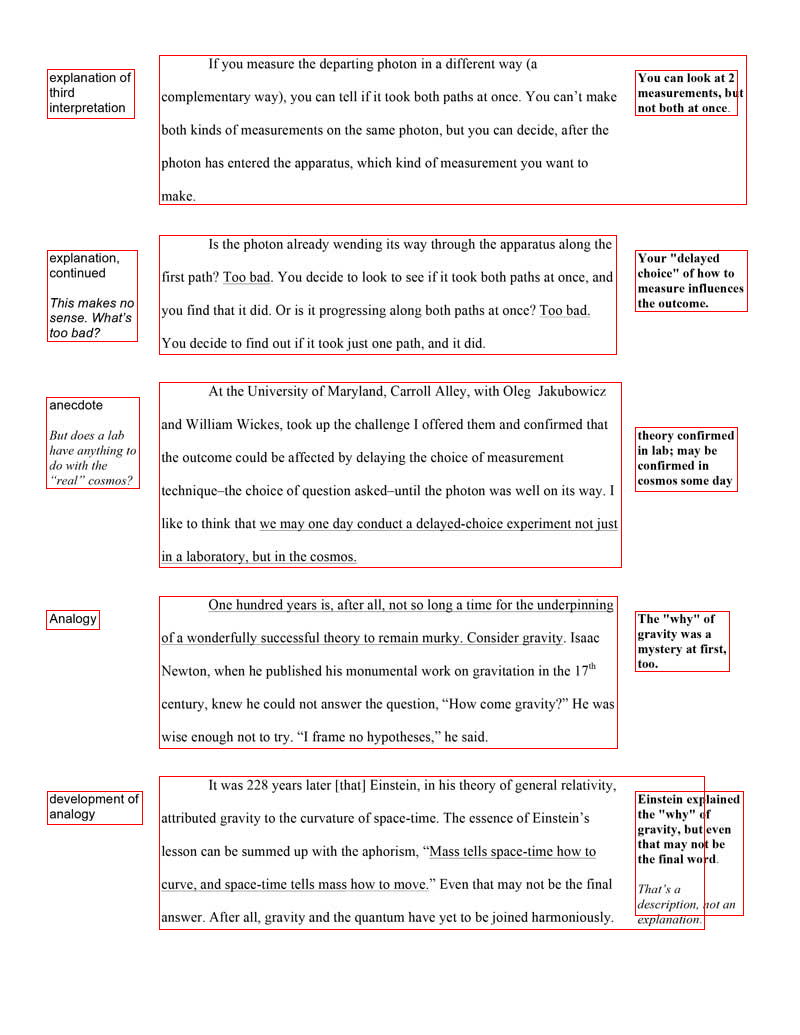 explanation of
third
interpretation
If you measure the departing photon in a different way (a
complementary way), you can tell if it took both paths at once. You can’t make
both kinds of measurements on the same photon, but you can decide, after the
photon has entered the apparatus, which kind of measurement you want to
make.
You can look at 2
measurements, but
not both at once.
explanation,
continued
This makes no
sense. What’s
too bad?
Is the photon already wending its way through the apparatus along the
first path? Too bad. You decide to look to see if it took both paths at once, and
you find that it did. Or is it progressing along both paths at once? Too bad.
You decide to find out if it took just one path, and it did.
Your "delayed
choice" of how to
measure influences
the outcome.
anecdote
But does a lab
have anything to
do with the
“real” cosmos?
At the University of Maryland, Carroll Alley, with Oleg Jakubowicz
and William Wickes, took up the challenge I offered them and confirmed that
the outcome could be affected by delaying the choice of measurement
technique–the choice of question asked–until the photon was well on its way. I
like to think that we may one day conduct a delayed-choice experiment not just
in a laboratory, but in the cosmos.
theory confirmed
in lab; may be
confirmed in
cosmos some day
Analogy
One hundred years is, after all, not so long a time for the underpinning
of a wonderfully successful theory to remain murky. Consider gravity. Isaac
Newton, when he published his monumental work on gravitation in the 17th
century, knew he could not answer the question, “How come gravity?” He was
wise enough not to try. “I frame no hypotheses,” he said.
The "why" of
gravity was a
mystery at first,
too.
development of
analogy
It was 228 years later [that] Einstein, in his theory of general relativity,
attributed gravity to the curvature of space-time. The essence of Einstein’s
lesson can be summed up with the aphorism, “Mass tells space-time how to
curve, and space-time tells mass how to move.” Even that may not be the final
answer. After all, gravity and the quantum have yet to be joined harmoniously.
Einstein explained
the "why" of
gravity, but even
that may not be
the final word.
That’s a
description, not an
explanation.